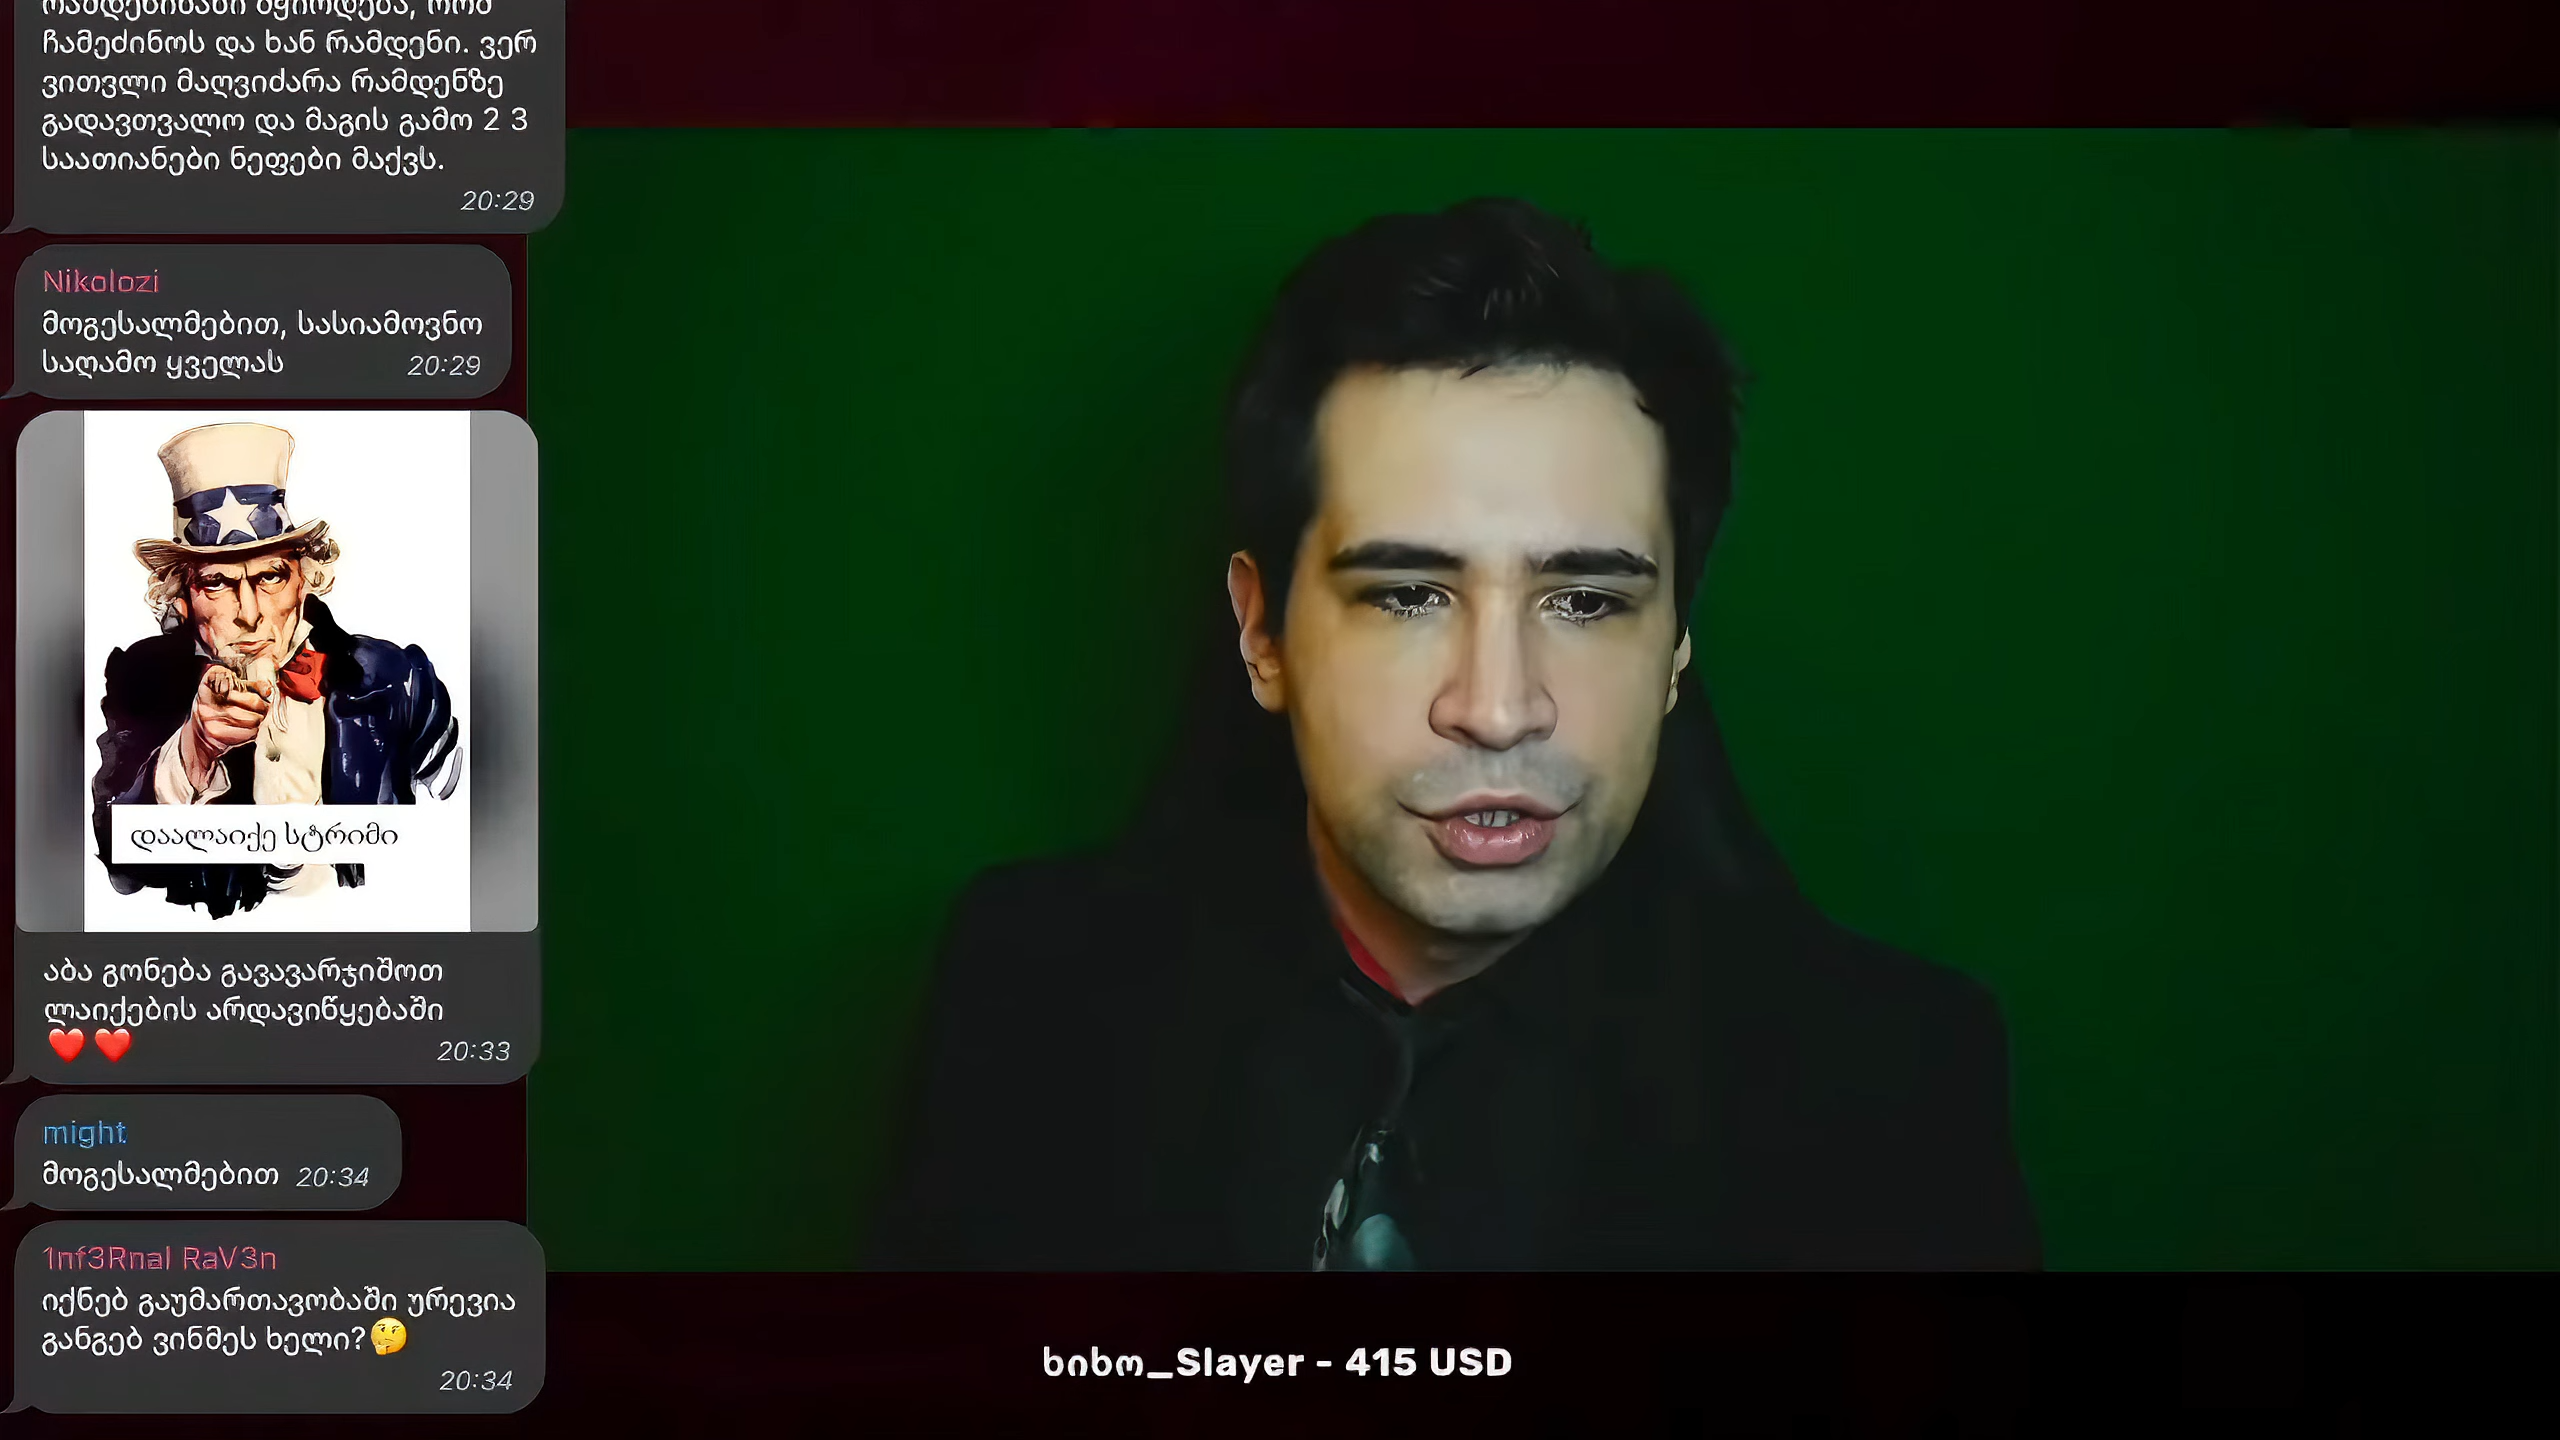 ჩამეძინოს და ხან რამდენი. ვერ
ვითვლი მაღვიძარა რამდენზე
გადავთვალო და მაგის გამო 2 3
საათიანები ნეფები მაქვს.
20:29
Nikolozi
მოგესალმებით, სასიამოვნო
საღამო ყველას 20:29
დაალაიქე სტრიმი
აბა გონება გავავარჯიშოთ
ლაიქების არდავიწყებაში
❤️ ❤️ 20:33
might
მოგესალმებით 20:34
1nf3Rnal RaV3n
იქნებ გაუმართავობაში ურევია
განგებ ვინმეს ხელი?🤔
20:34
სიხო_Slayer - 415 USD